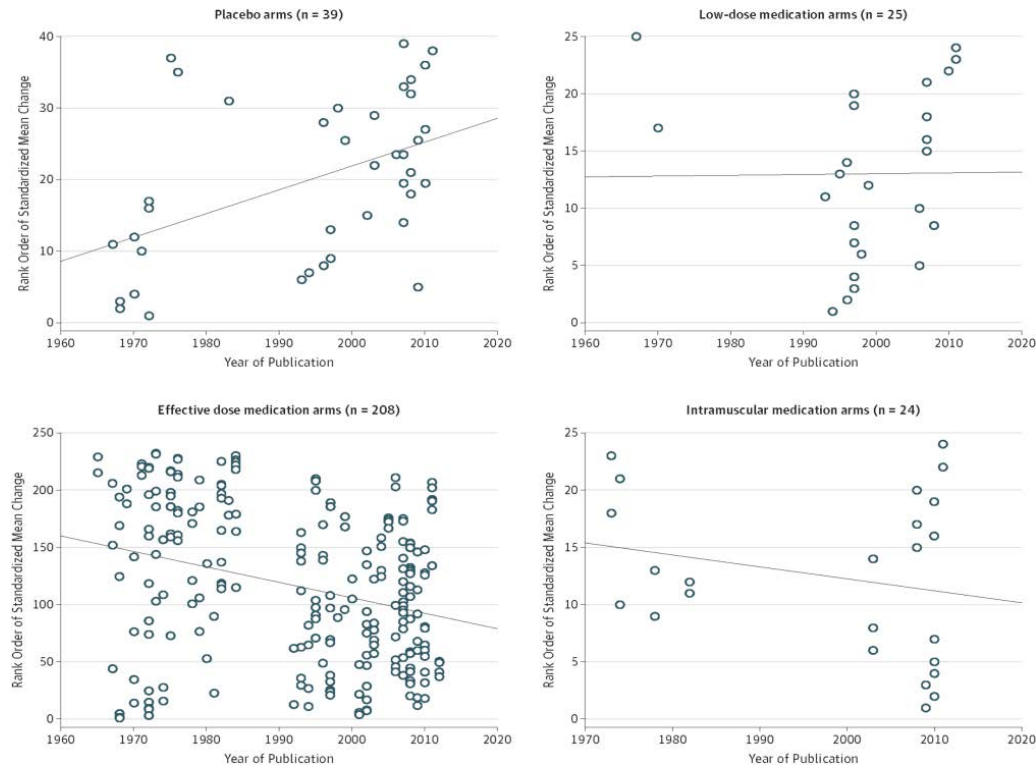 Placebo arms (n = 39)
Rank Order of Standardized Mean Change
40
30
20
10
0
1960 1970 1980 1990 2000 2010 2020
Year of Publication
Low-dose medication arms (n = 25)
Rank Order of Standardized Mean Change
25
20
15
10
5
0
1960 1970 1980 1990 2000 2010 2020
Year of Publication
Effective dose medication arms (n = 208)
Rank Order of Standardized Mean Change
250
200
150
100
50
0
1960 1970 1980 1990 2000 2010 2020
Year of Publication
Intramuscular medication arms (n = 24)
Rank Order of Standardized Mean Change
25
20
15
10
5
0
1970 1980 1990 2000 2010 2020
Year of Publication